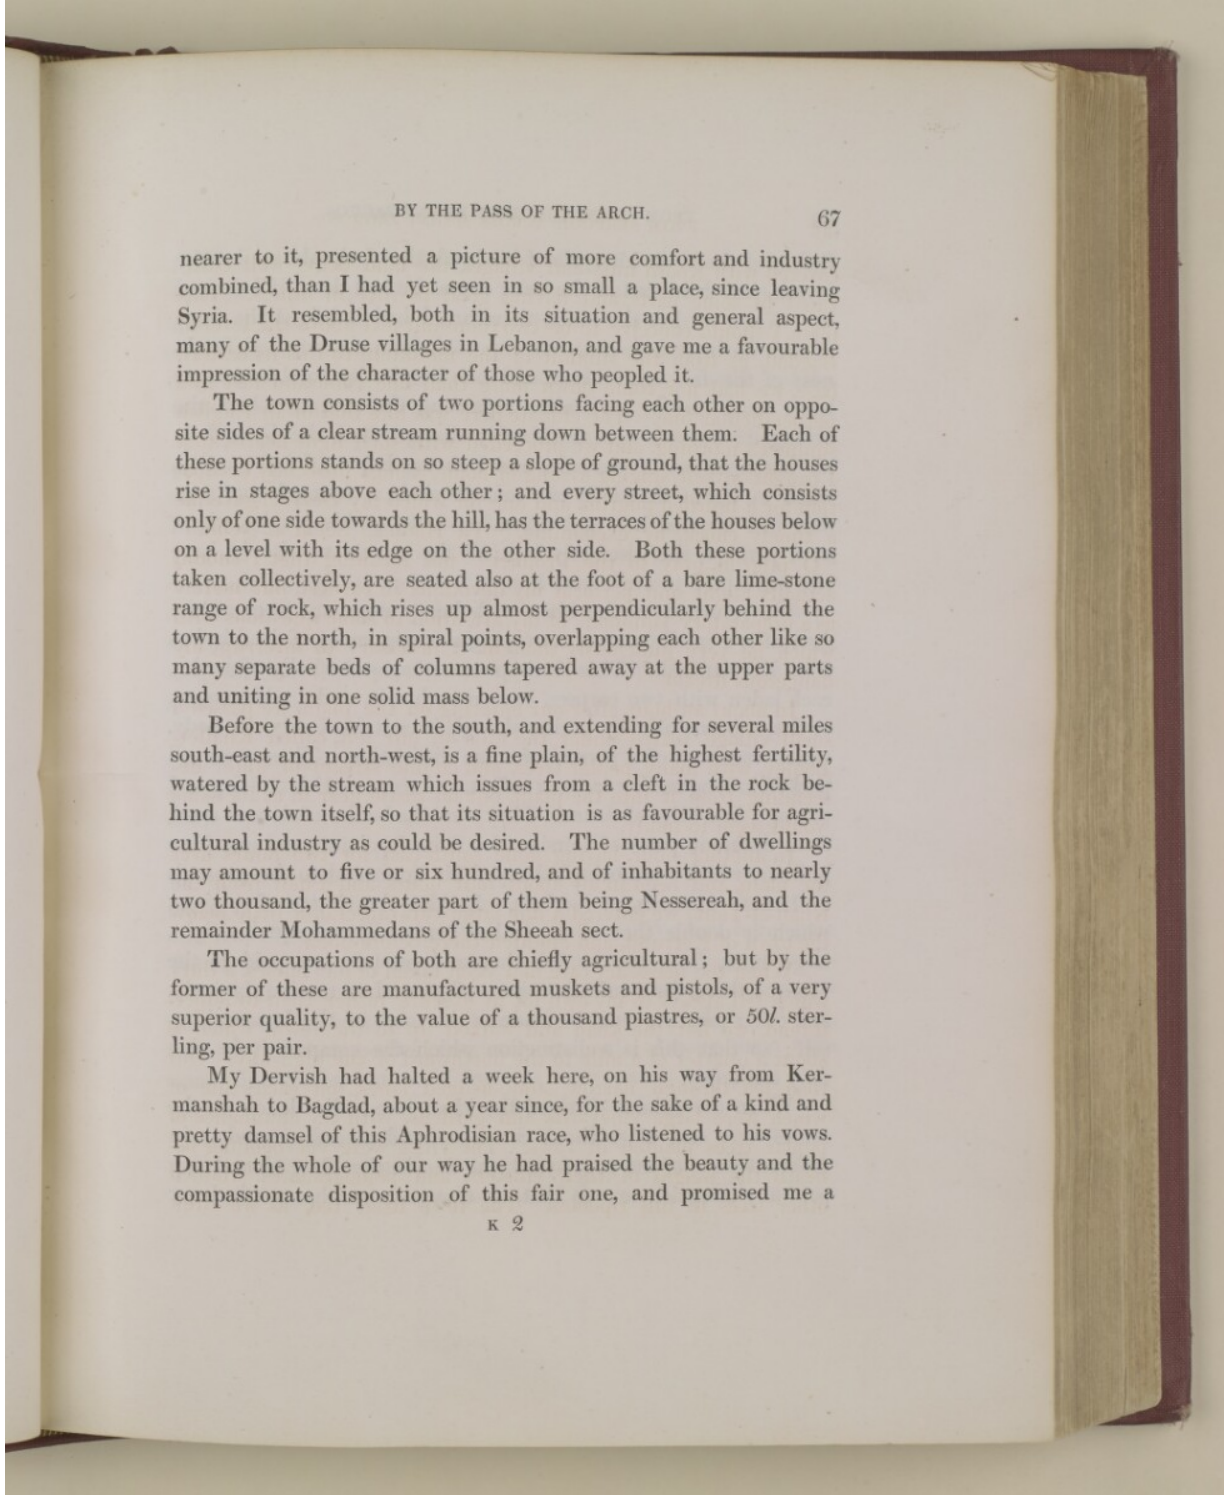 BY THE PASS OF THE ARCH. 67
nearer to it, presented a picture of more comfort and industry
combined, than I had yet seen in so small a place, since leaving
Syria. It resembled, both in its situation and general aspect,
many of the Druse villages in Lebanon, and gave me a favourable
impression of the character of those who peopled it.
The town consists of two portions facing each other on oppo-
site sides of a clear stream running down between them. Each of
these portions stands on so steep a slope of ground, that the houses
rise in stages above each other; and every street, which consists
only of one side towards the hill, has the terraces of the houses below
on a level with its edge on the other side. Both these portions
taken collectively, are seated also at the foot of a bare lime-stone
range of rock, which rises up almost perpendicularly behind the
town to the north, in spiral points, overlapping each other like so
many separate beds of columns tapered away at the upper parts
and uniting in one solid mass below.
Before the town to the south, and extending for several miles
south-east and north-west, is a fine plain, of the highest fertility,
watered by the stream which issues from a cleft in the rock be-
hind the town itself, so that its situation is as favourable for agri-
cultural industry as could be desired. The number of dwellings
may amount to five or six hundred, and of inhabitants to nearly
two thousand, the greater part of them being Nessereah, and the
remainder Mohammedans of the Sheeah sect.
The occupations of both are chiefly agricultural; but by the
former of these are manufactured muskets and pistols, of a very
superior quality, to the value of a thousand piastres, or 50l. ster-
ling, per pair.
My Dervish had halted a week here, on his way from Ker-
manshah to Bagdad, about a year since, for the sake of a kind and
pretty damsel of this Aphrodisian race, who listened to his vows.
During the whole of our way he had praised the beauty and the
compassionate disposition of this fair one, and promised me a
K 2